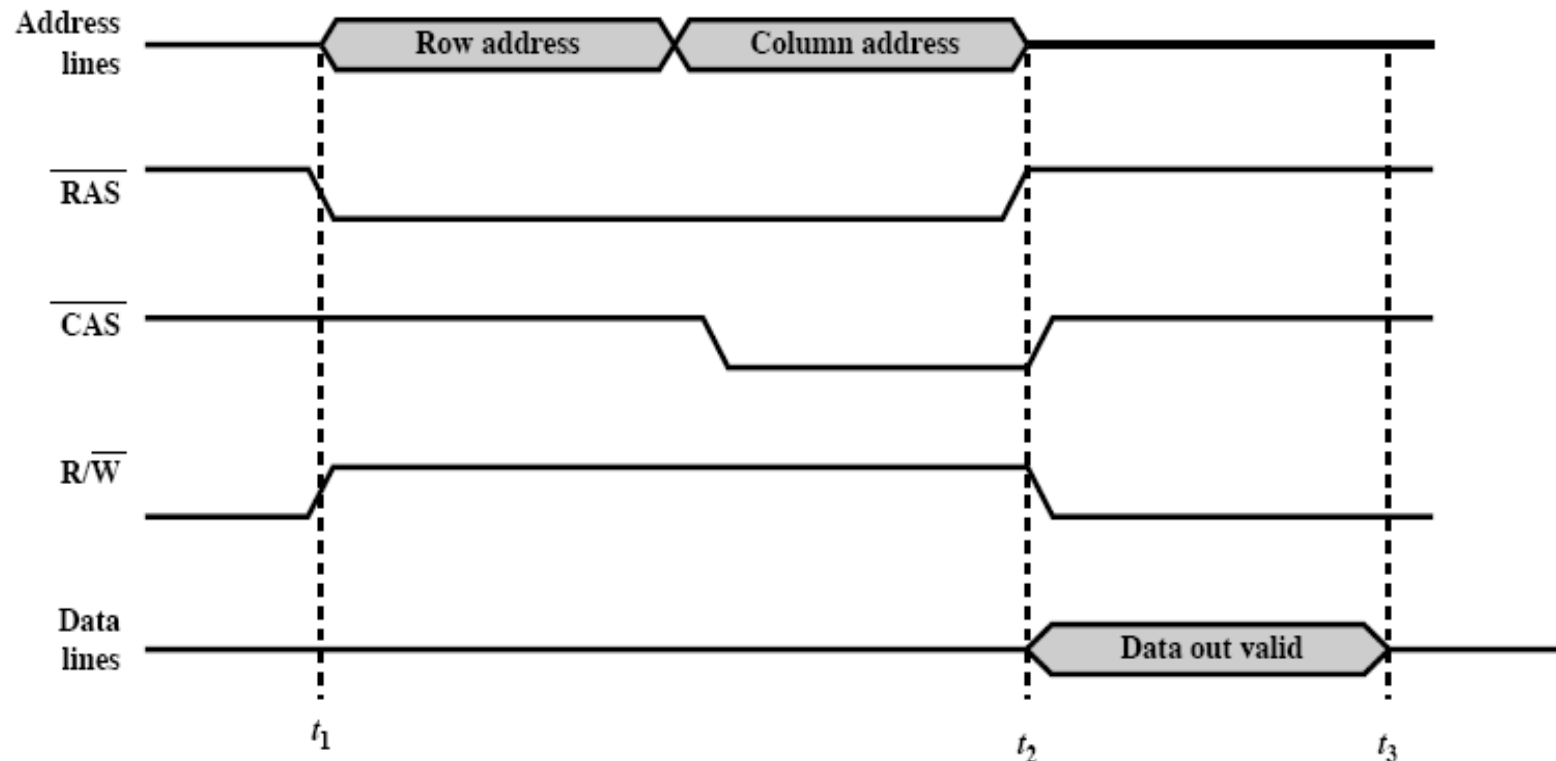 Address
lines
Row address
Column address
RAS
CAS
R/W
Data
lines
Data out valid
t1
t2
t3